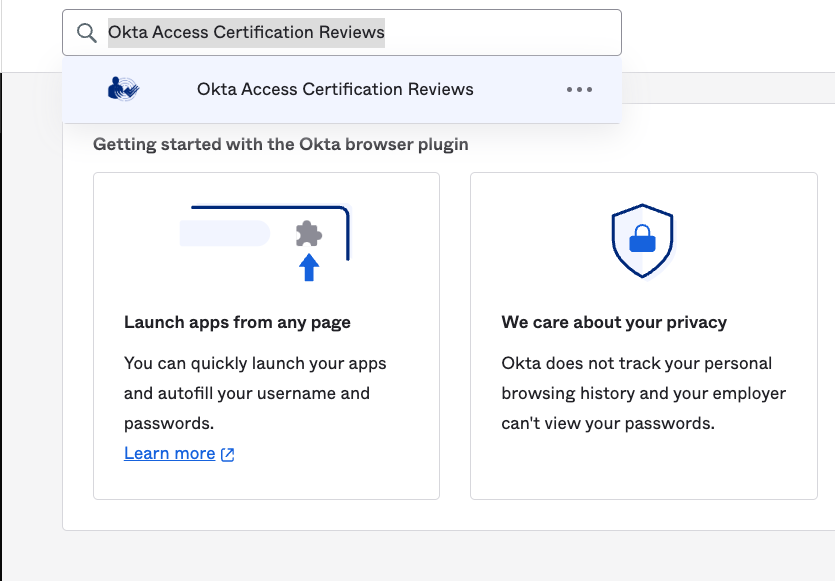 Okta Access Certification Reviews
Okta Access Certification Reviews
Getting started with the Okta browser plugin
Launch apps from any page
You can quickly launch your apps
and autofill your username and
passwords.
Learn more
We care about your privacy
Okta does not track your personal
browsing history and your employer
can't view your passwords.